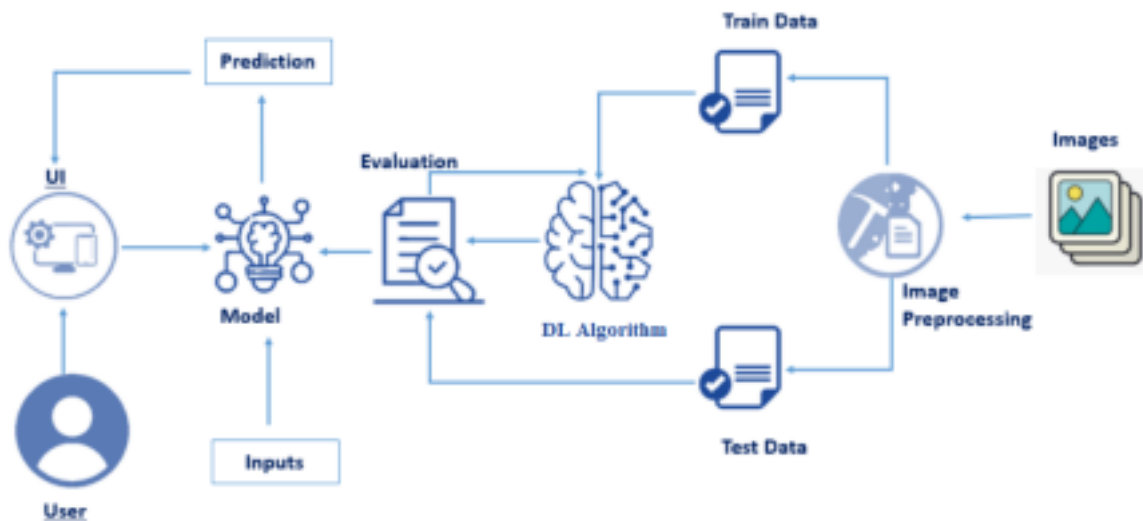 Train Data
Prediction
Images
Evaluation
UI
Model
DL Algorithm
Image
Preprocessing
Inputs
Test Data
User